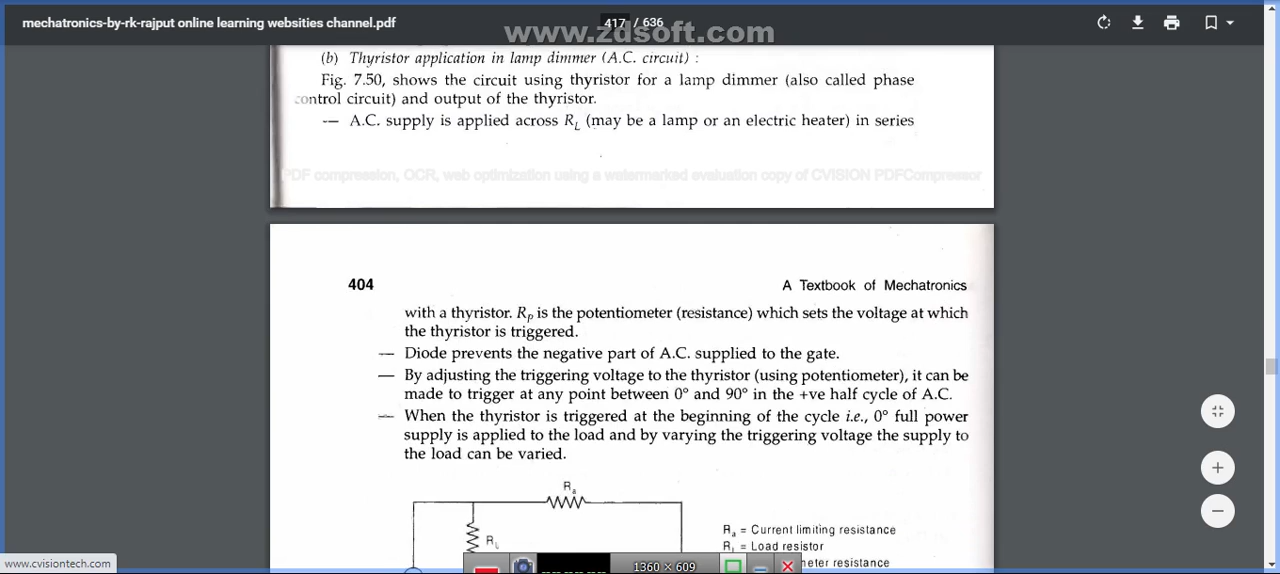 mechatronics-by-rk-rajput online learning websities channel.pdf
417 / 636
www.zdsoft.com
(b) Thyristor application in lamp dimmer (A.C. circuit) :
Fig. 7.50, shows the circuit using thyristor for a lamp dimmer (also called phase
control circuit) and output of the thyristor.
— A.C. supply is applied across RL (may be a lamp or an electric heater) in series
PDF compression, OCR, web optimization using a watermarked evaluation copy of CVISION PDFCompressor
404 A Textbook of Mechatronics
with a thyristor. Rp is the potentiometer (resistance) which sets the voltage at which
the thyristor is triggered.
— Diode prevents the negative part of A.C. supplied to the gate.
— By adjusting the triggering voltage to the thyristor (using potentiometer), it can be
made to trigger at any point between 0° and 90° in the +ve half cycle of A.C.
— When the thyristor is triggered at the beginning of the cycle i.e., 0° full power
supply is applied to the load and by varying the triggering voltage the supply to
the load can be varied.
Ra
Ra = Current limiting resistance
RL
RL = Load resistor
meter resistance
www.cvisiontech.com
1360 × 609